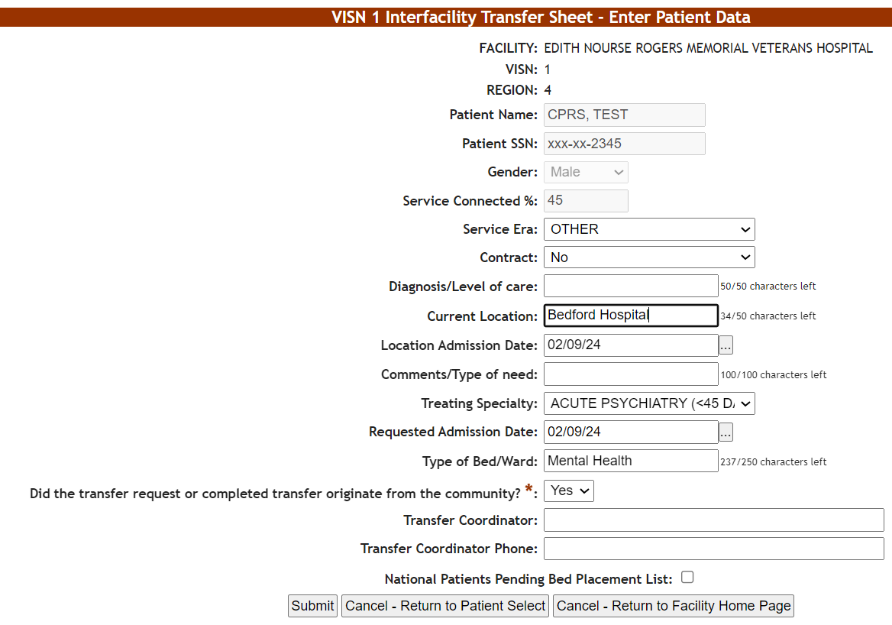 VISN 1 Interfacility Transfer Sheet - Enter Patient Data
FACILITY: EDITH NOURSE ROGERS MEMORIAL VETERANS HOSPITAL
VISN: 1
REGION: 4
Patient Name: CPRS, TEST
Patient SSN: xxx-xx-2345
Gender: Male
Service Connected %: 45
Service Era: OTHER
Contract: No
Diagnosis/Level of care: 50/50 characters left
Current Location: Bedford Hospital 34/50 characters left
Location Admission Date: 02/09/24 ...
Comments/Type of need: 100/100 characters left
Treating Specialty: ACUTE PSYCHIATRY (<45 D
Requested Admission Date: 02/09/24 ...
Type of Bed/Ward: Mental Health 237/250 characters left
Did the transfer request or completed transfer originate from the community? *: Yes
Transfer Coordinator:
Transfer Coordinator Phone:
National Patients Pending Bed Placement List:
Submit Cancel - Return to Patient Select Cancel - Return to Facility Home Page